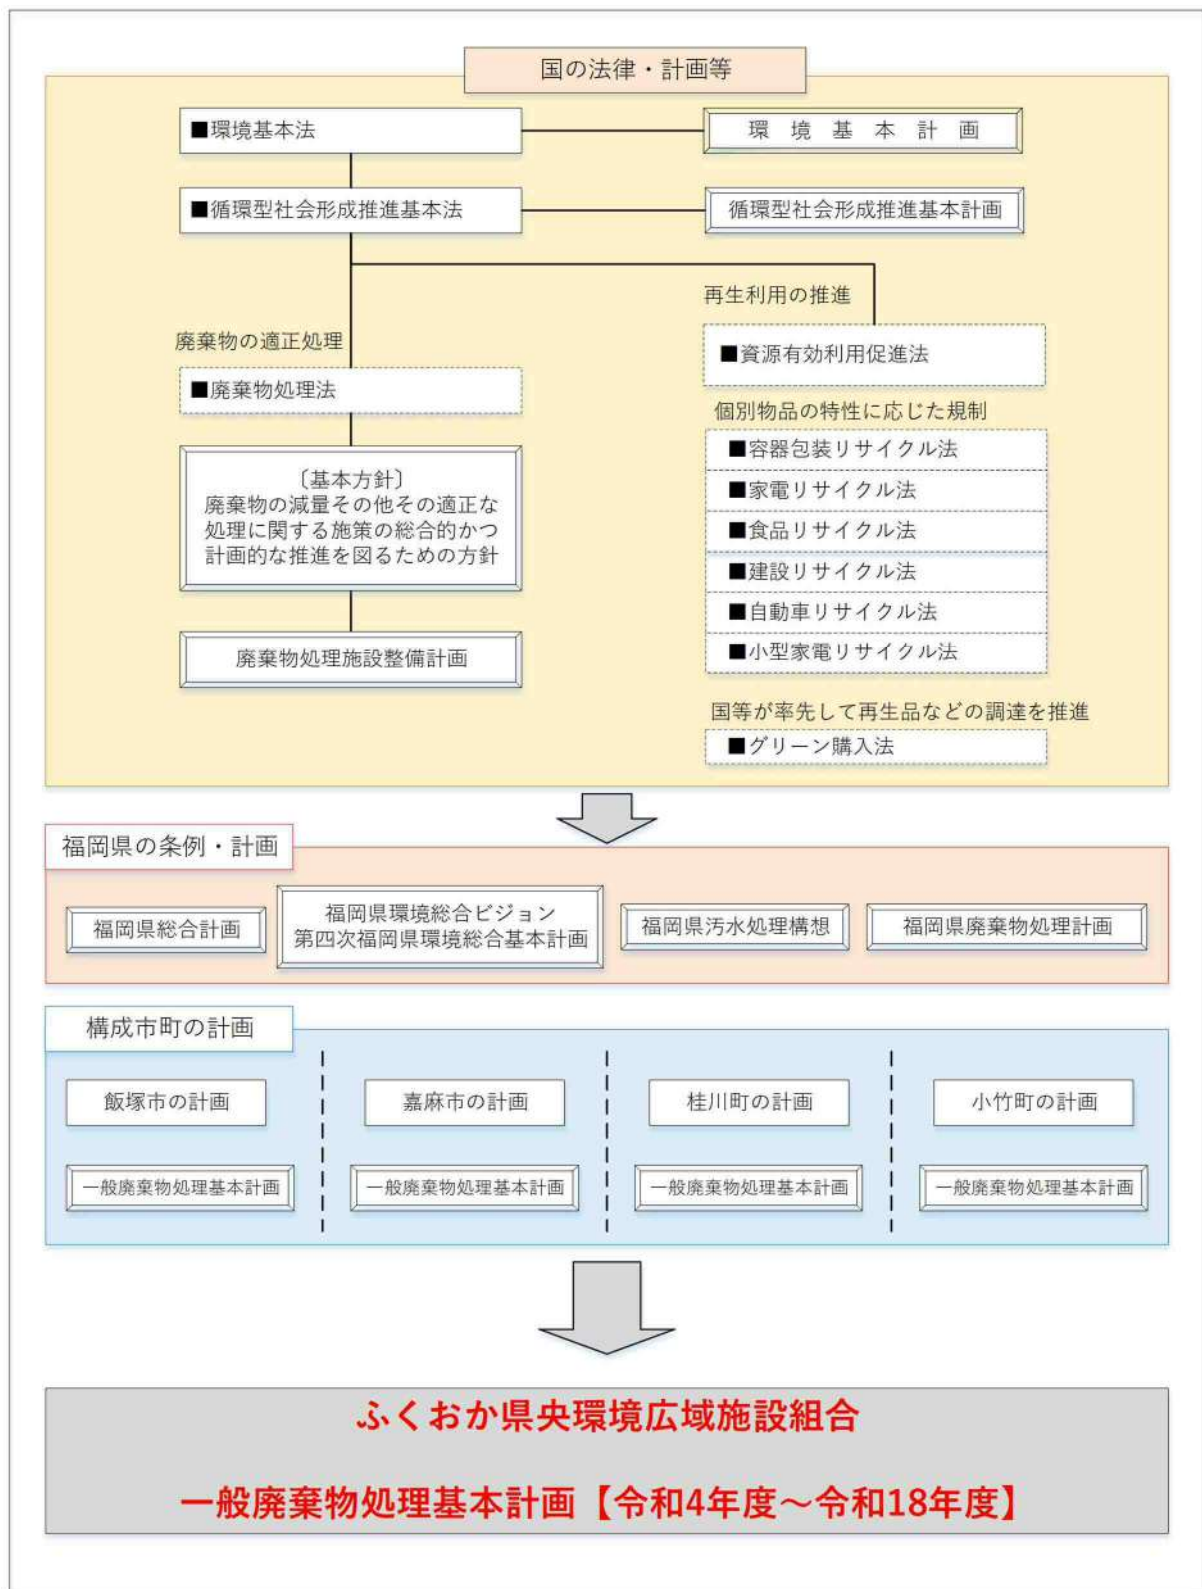 国の法律・計画等
■環境基本法
環境基本計画
■循環型社会形成推進基本法
循環型社会形成推進基本計画
廃棄物の適正処理
■廃棄物処理法
〔基本方針〕
廃棄物の減量その他その適正な
処理に関する施策の総合的かつ
計画的な推進を図るための方針
廃棄物処理施設整備計画
再生利用の推進
■資源有効利用促進法
個別物品の特性に応じた規制
■容器包装リサイクル法
■家電リサイクル法
■食品リサイクル法
■建設リサイクル法
■自動車リサイクル法
■小型家電リサイクル法
国等が率先して再生品などの調達を推進
■グリーン購入法
福岡県の条例・計画
福岡県総合計画
福岡県環境総合ビジョン
第四次福岡県環境総合基本計画
福岡県汚水処理構想
福岡県廃棄物処理計画
構成市町の計画
飯塚市の計画
嘉麻市の計画
桂川町の計画
小竹町の計画
一般廃棄物処理基本計画
一般廃棄物処理基本計画
一般廃棄物処理基本計画
一般廃棄物処理基本計画
ふくおか県央環境広域施設組合
一般廃棄物処理基本計画【令和4年度～令和18年度】